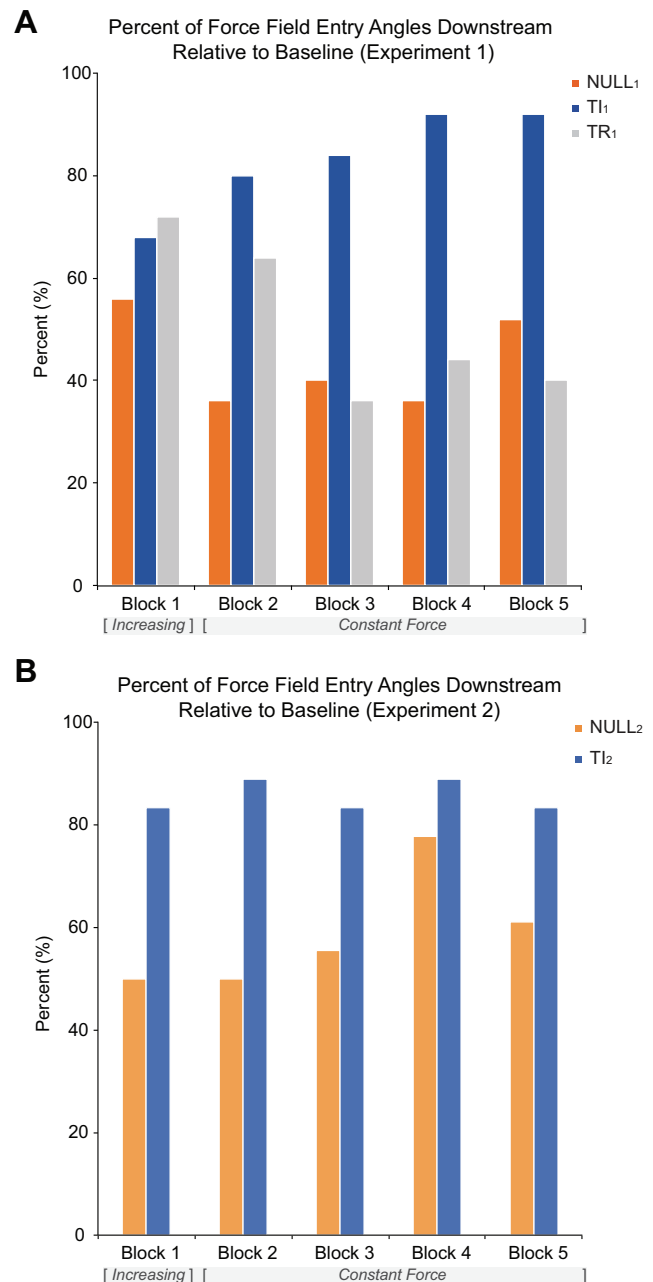 A
Percent of Force Field Entry Angles Downstream
Relative to Baseline (Experiment 1)
100
80
60
40
20
0
Percent (%)
NULL₁
TI₁
TR₁
Block 1 Block 2 Block 3 Block 4 Block 5
[ Increasing ] [ Constant Force ]
B
Percent of Force Field Entry Angles Downstream
Relative to Baseline (Experiment 2)
100
80
60
40
20
0
Percent (%)
NULL₂
TI₂
Block 1 Block 2 Block 3 Block 4 Block 5
[ Increasing ] [ Constant Force ]